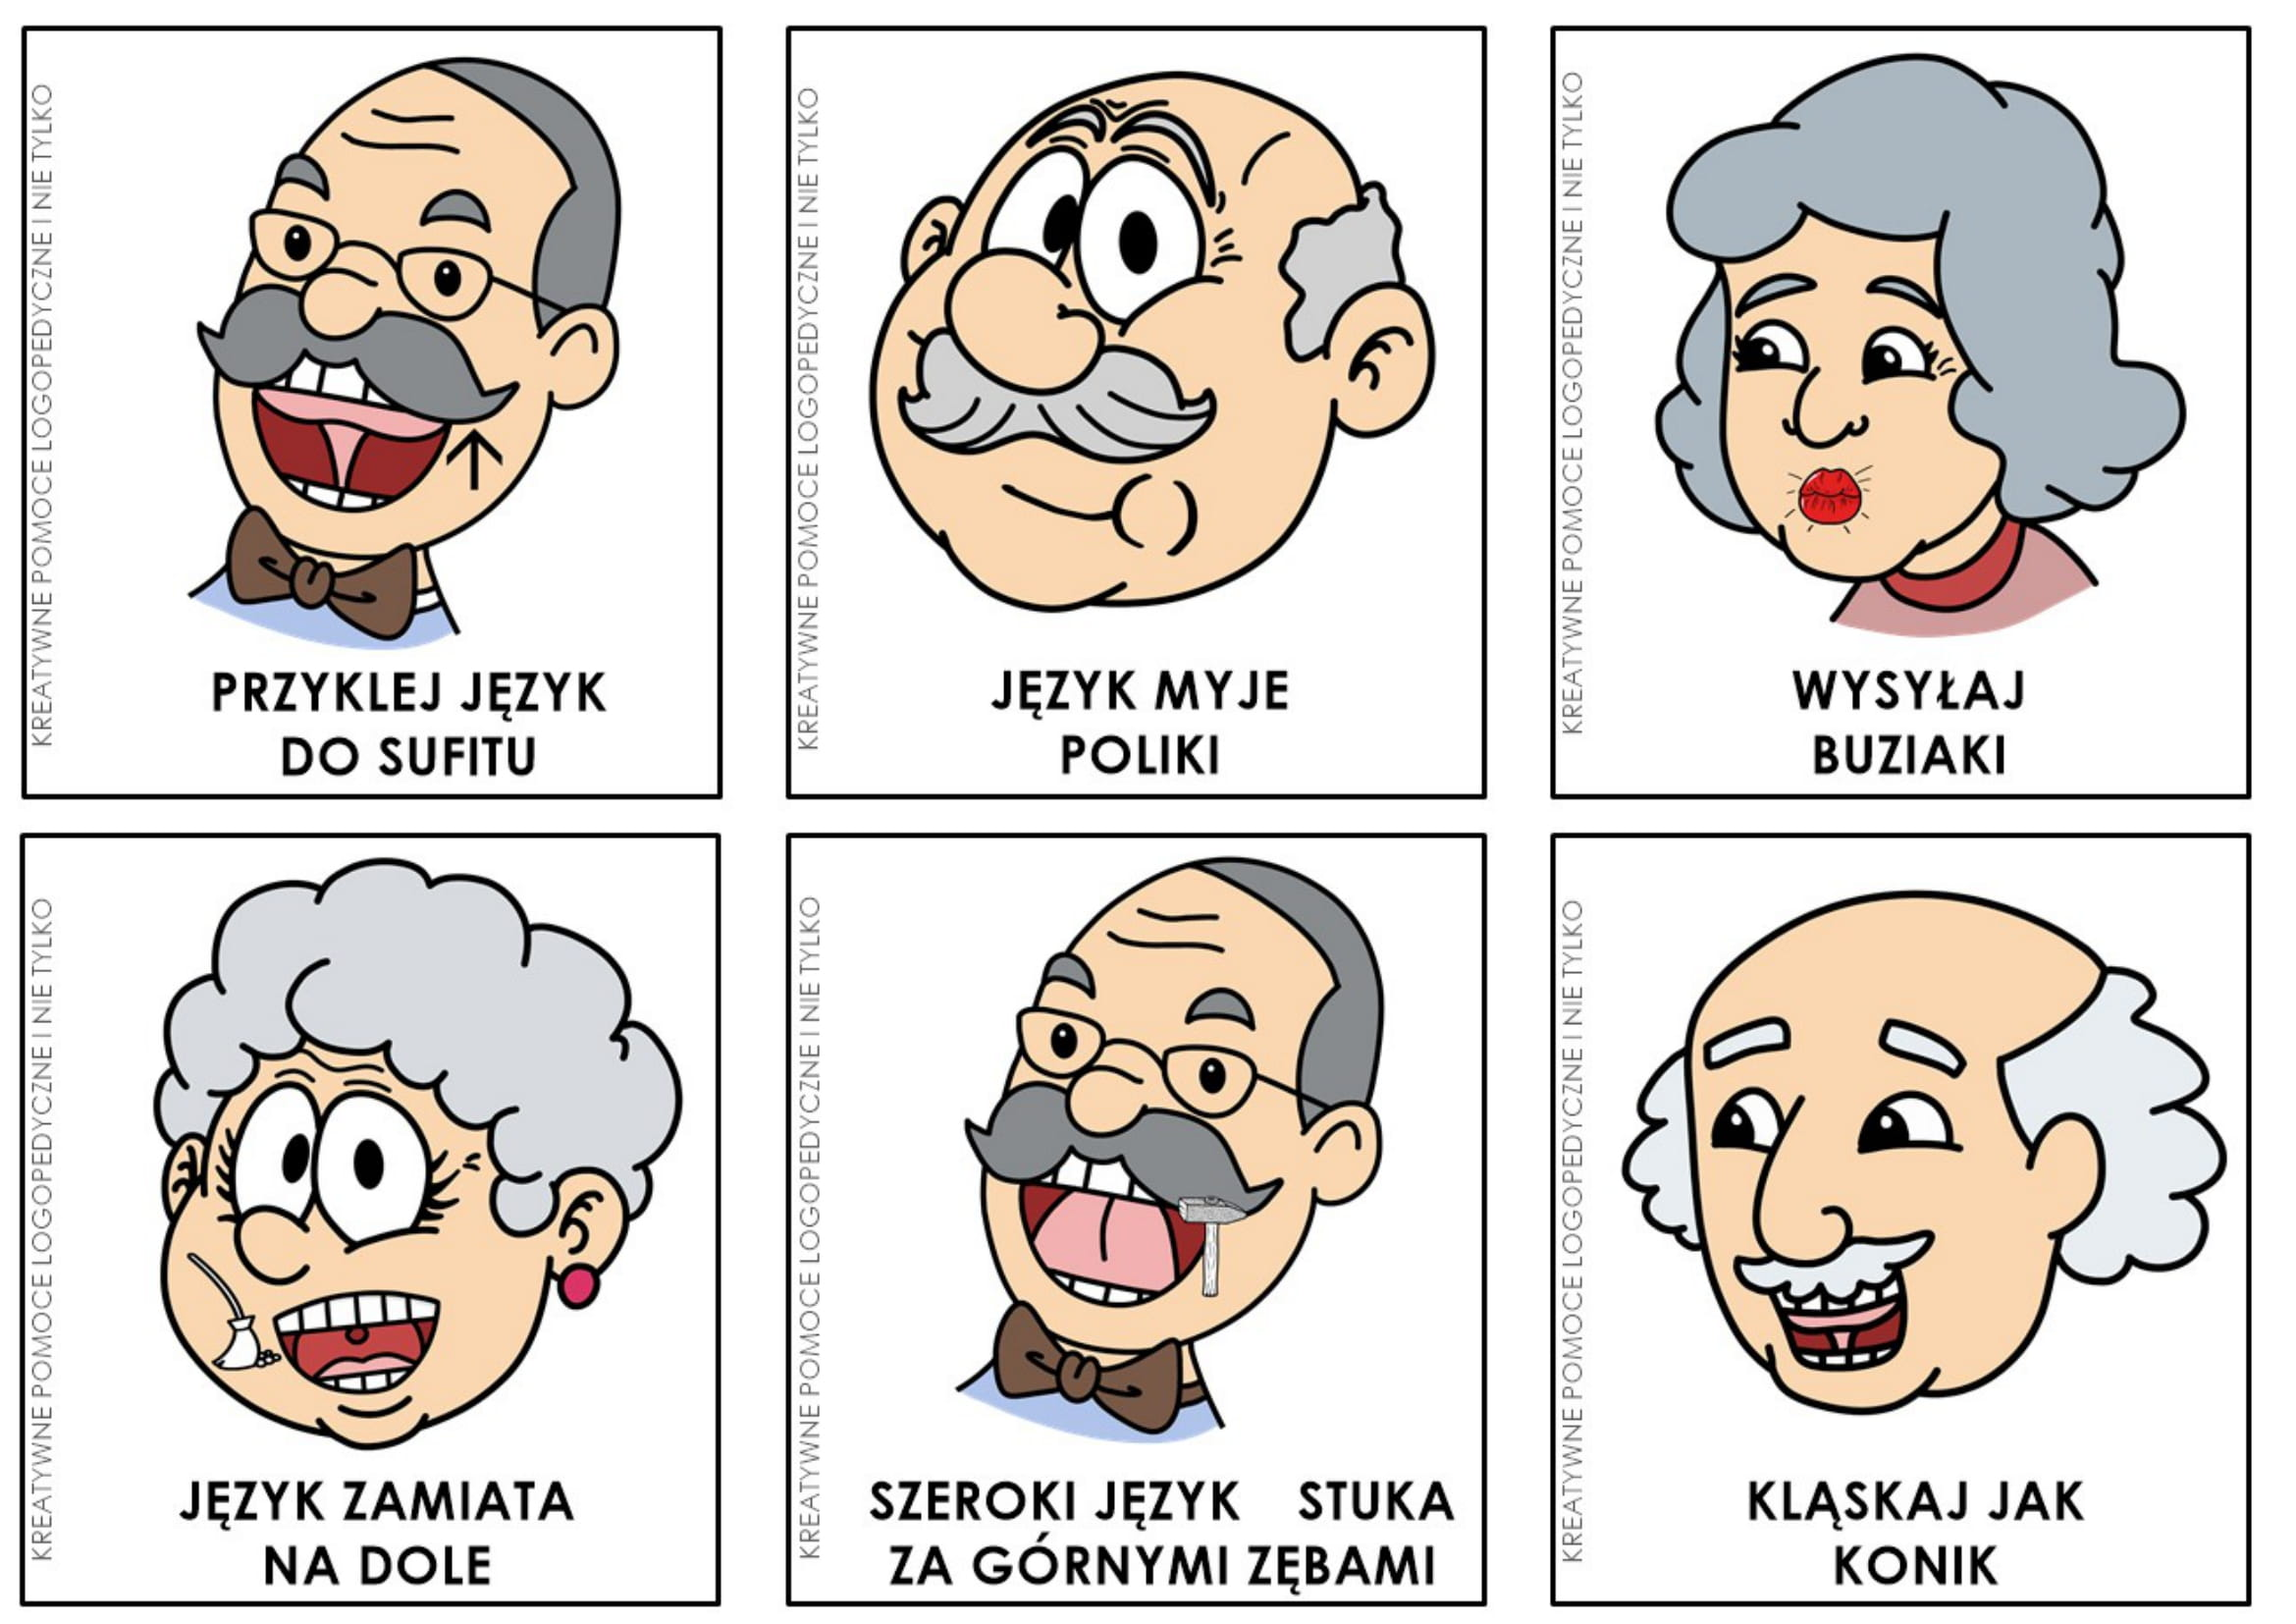 KREATYWNE POMOCE LOGOPEDYCZNE I NIE TYLKO
PRZYKLEJ JĘZYK
DO SUFITU
KREATYWNE POMOCE LOGOPEDYCZNE I NIE TYLKO
JĘZYK MYJE
POLIKI
KREATYWNE POMOCE LOGOPEDYCZNE I NIE TYLKO
WYSYŁAJ
BUZIAKI
KREATYWNE POMOCE LOGOPEDYCZNE I NIE TYLKO
JĘZYK ZAMIATA
NA DOLE
KREATYWNE POMOCE LOGOPEDYCZNE I NIE TYLKO
SZEROKI JĘZYK STUKA
ZA GÓRNYMI ZĘBAMI
KREATYWNE POMOCE LOGOPEDYCZNE I NIE TYLKO
KLĄSKAJ JAK
KONIK